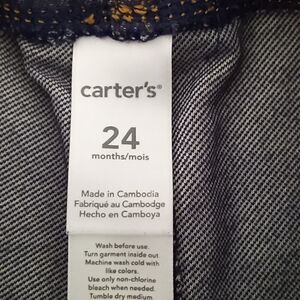 carter's®
24
months/mois
Made in Cambodia
Fabriqué au Cambodge
Hecho en Camboya
Wash before use.
Turn garment inside out
Machine wash cold with
like colors.
Use only non-chlorine
bleach when needed.
Tumble dry medium